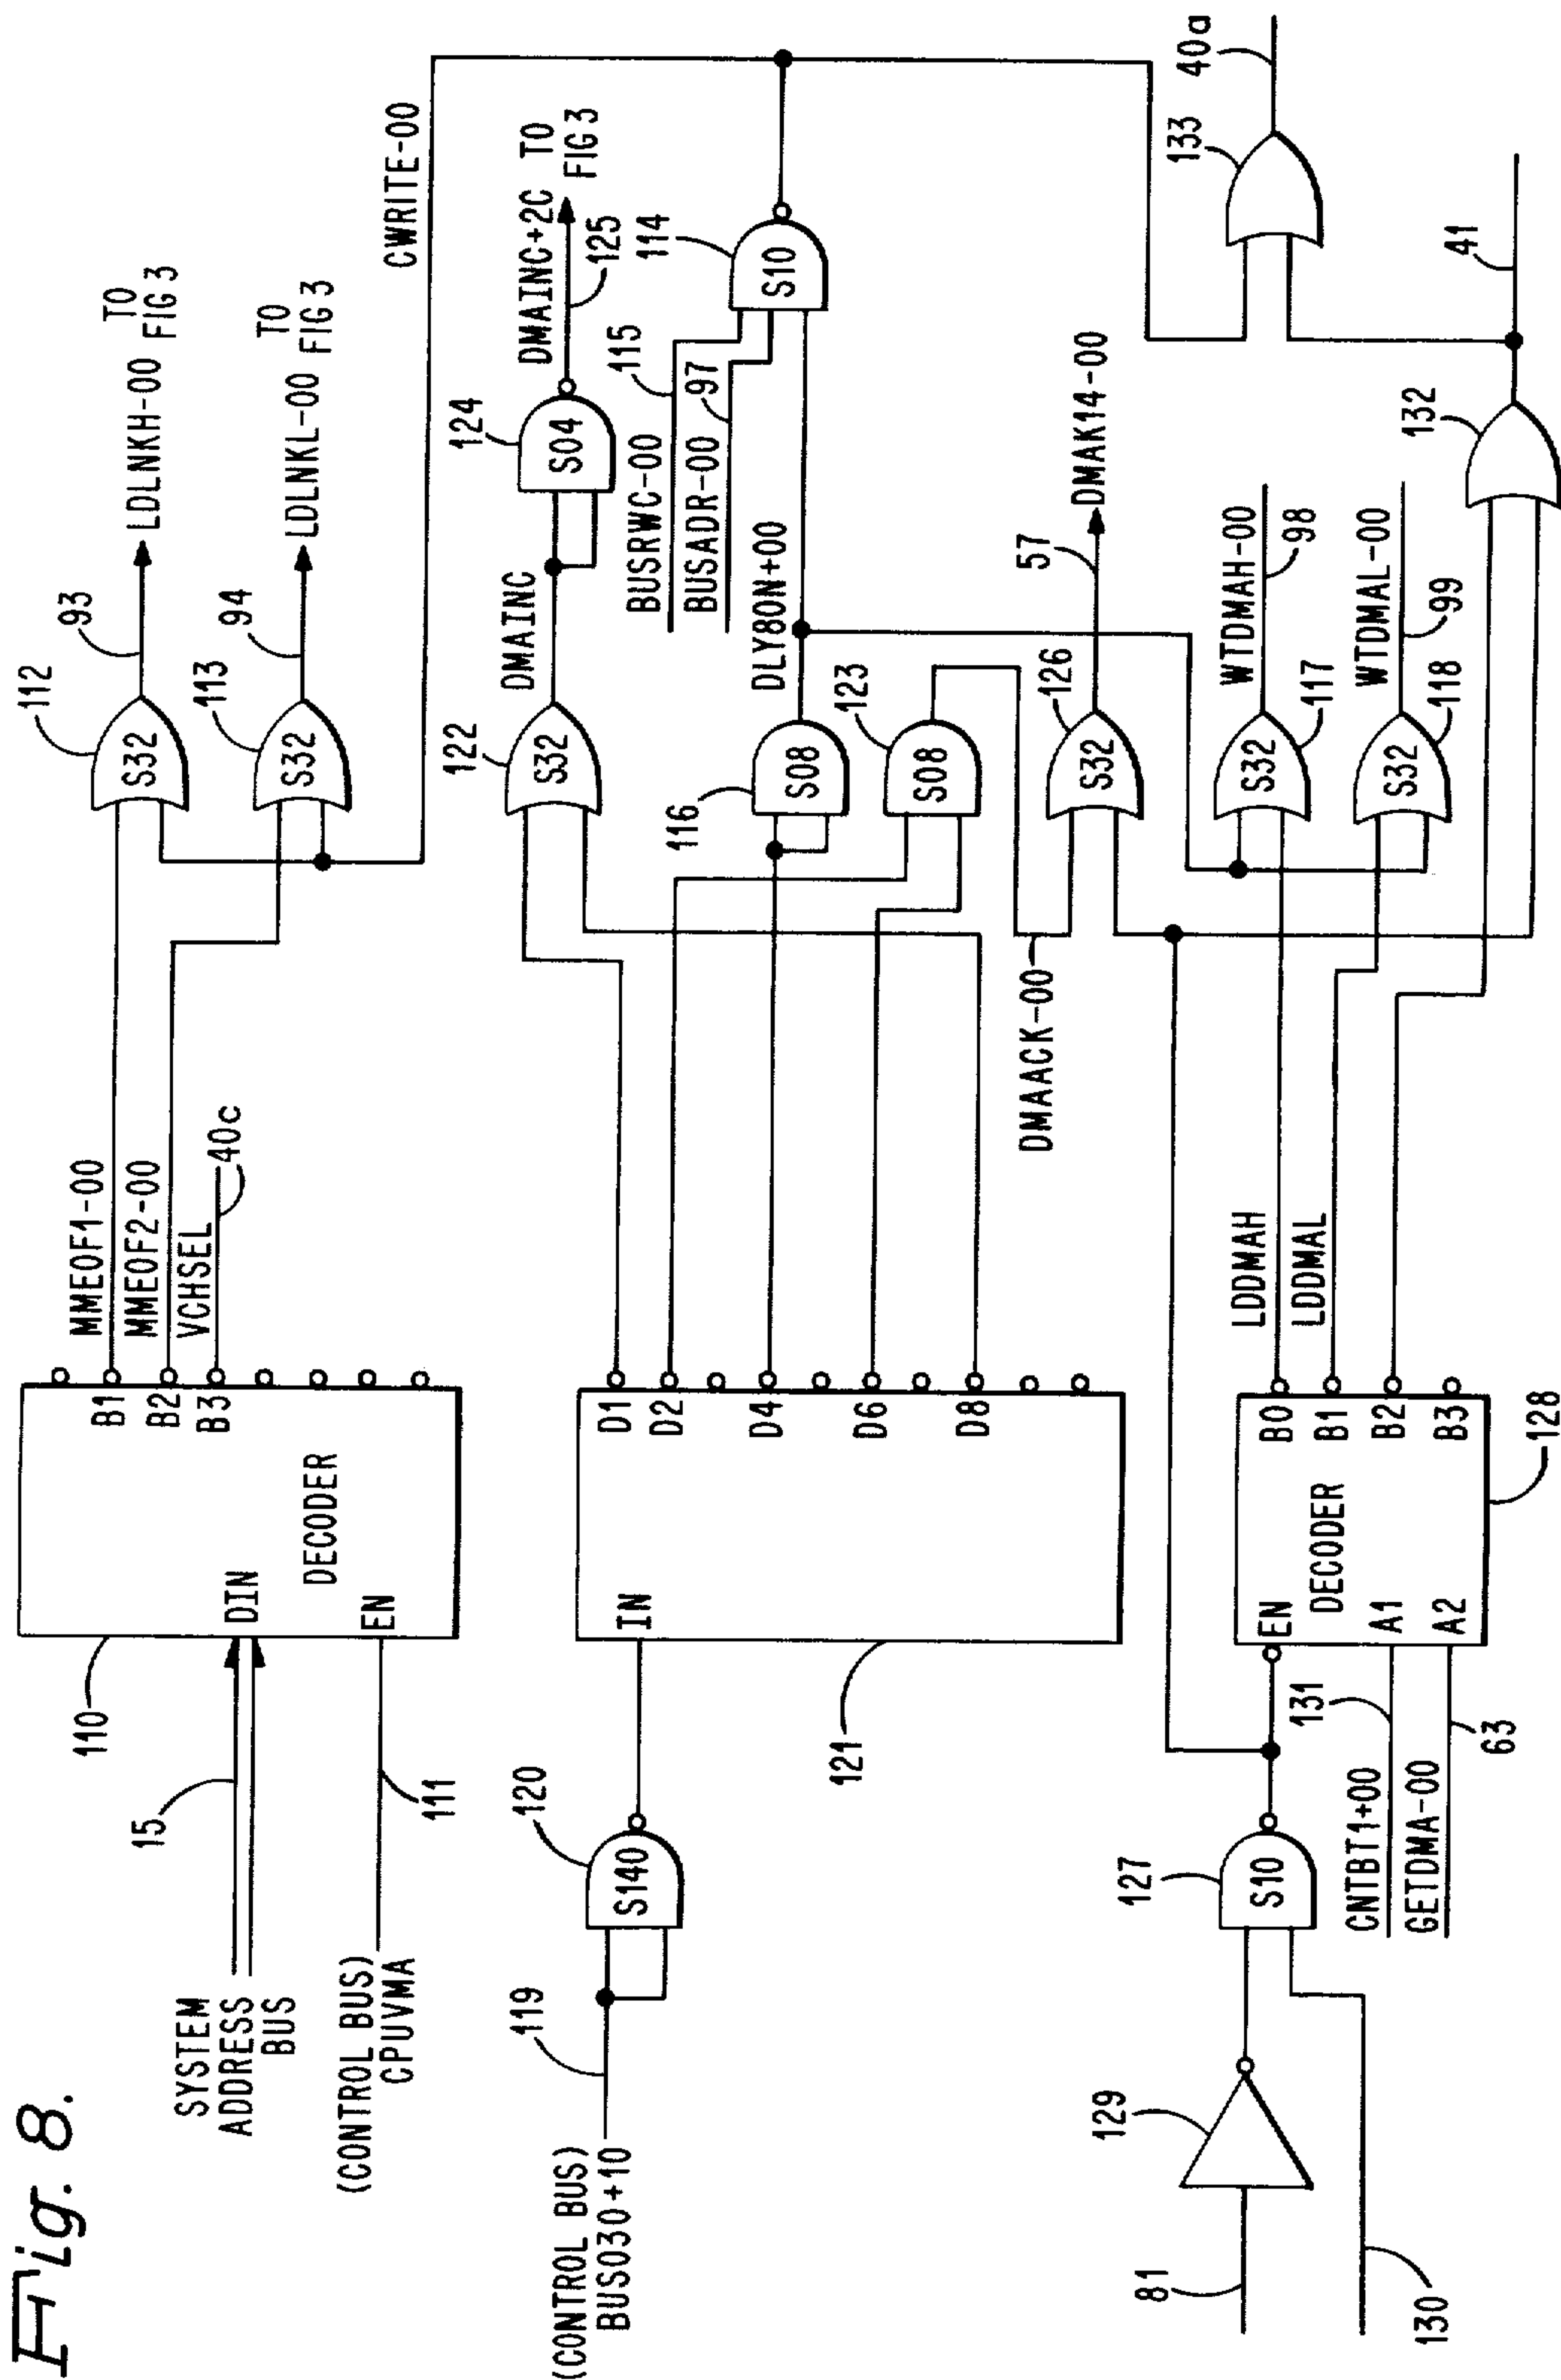 Fig. 8.
SYSTEM
ADDRESS
BUS
15
110
DIN
DECODER
EN
B1
B2
B3
(CONTROL BUS)
CPUVMA
111
MMEOF1-00
MMEOF2-00
VCHSEL
40c
112
S32
93
LDLNKH-00 TO
FIG 3
113
S32
94
LDLNKL-00 TO
FIG 3
CWRITE-00
(CONTROL BUS)
BUS030+10
119
120
S140
IN
121
D1
D2
D4
D6
D8
122
S32
DMAINC
124
S04
DMAINC+2C TO
FIG 3
125
BUSRWC-00
115
BUSADR-00
97
114
S10
DLY80N+00
116
S08
123
S08
DMAACK-00
126
S32
57
DMAK14-00
81
129
130
127
S10
CNTBT1+00
131
GETDMA-00
63
EN
DECODER
A1
A2
B0
B1
B2
B3
128
LDDMAH
LDDMAL
S32
117
WTDMAH-00
98
S32
118
WTDMAL-00
99
132
41
133
40a